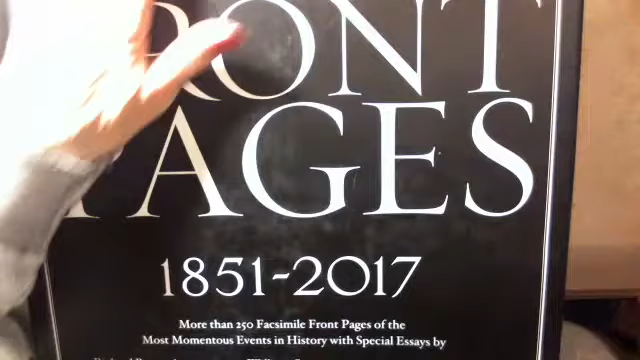 RONT
AGES
1851-2017
More than 250 Facsimile Front Pages of the
Most Momentous Events in History with Special Essays by